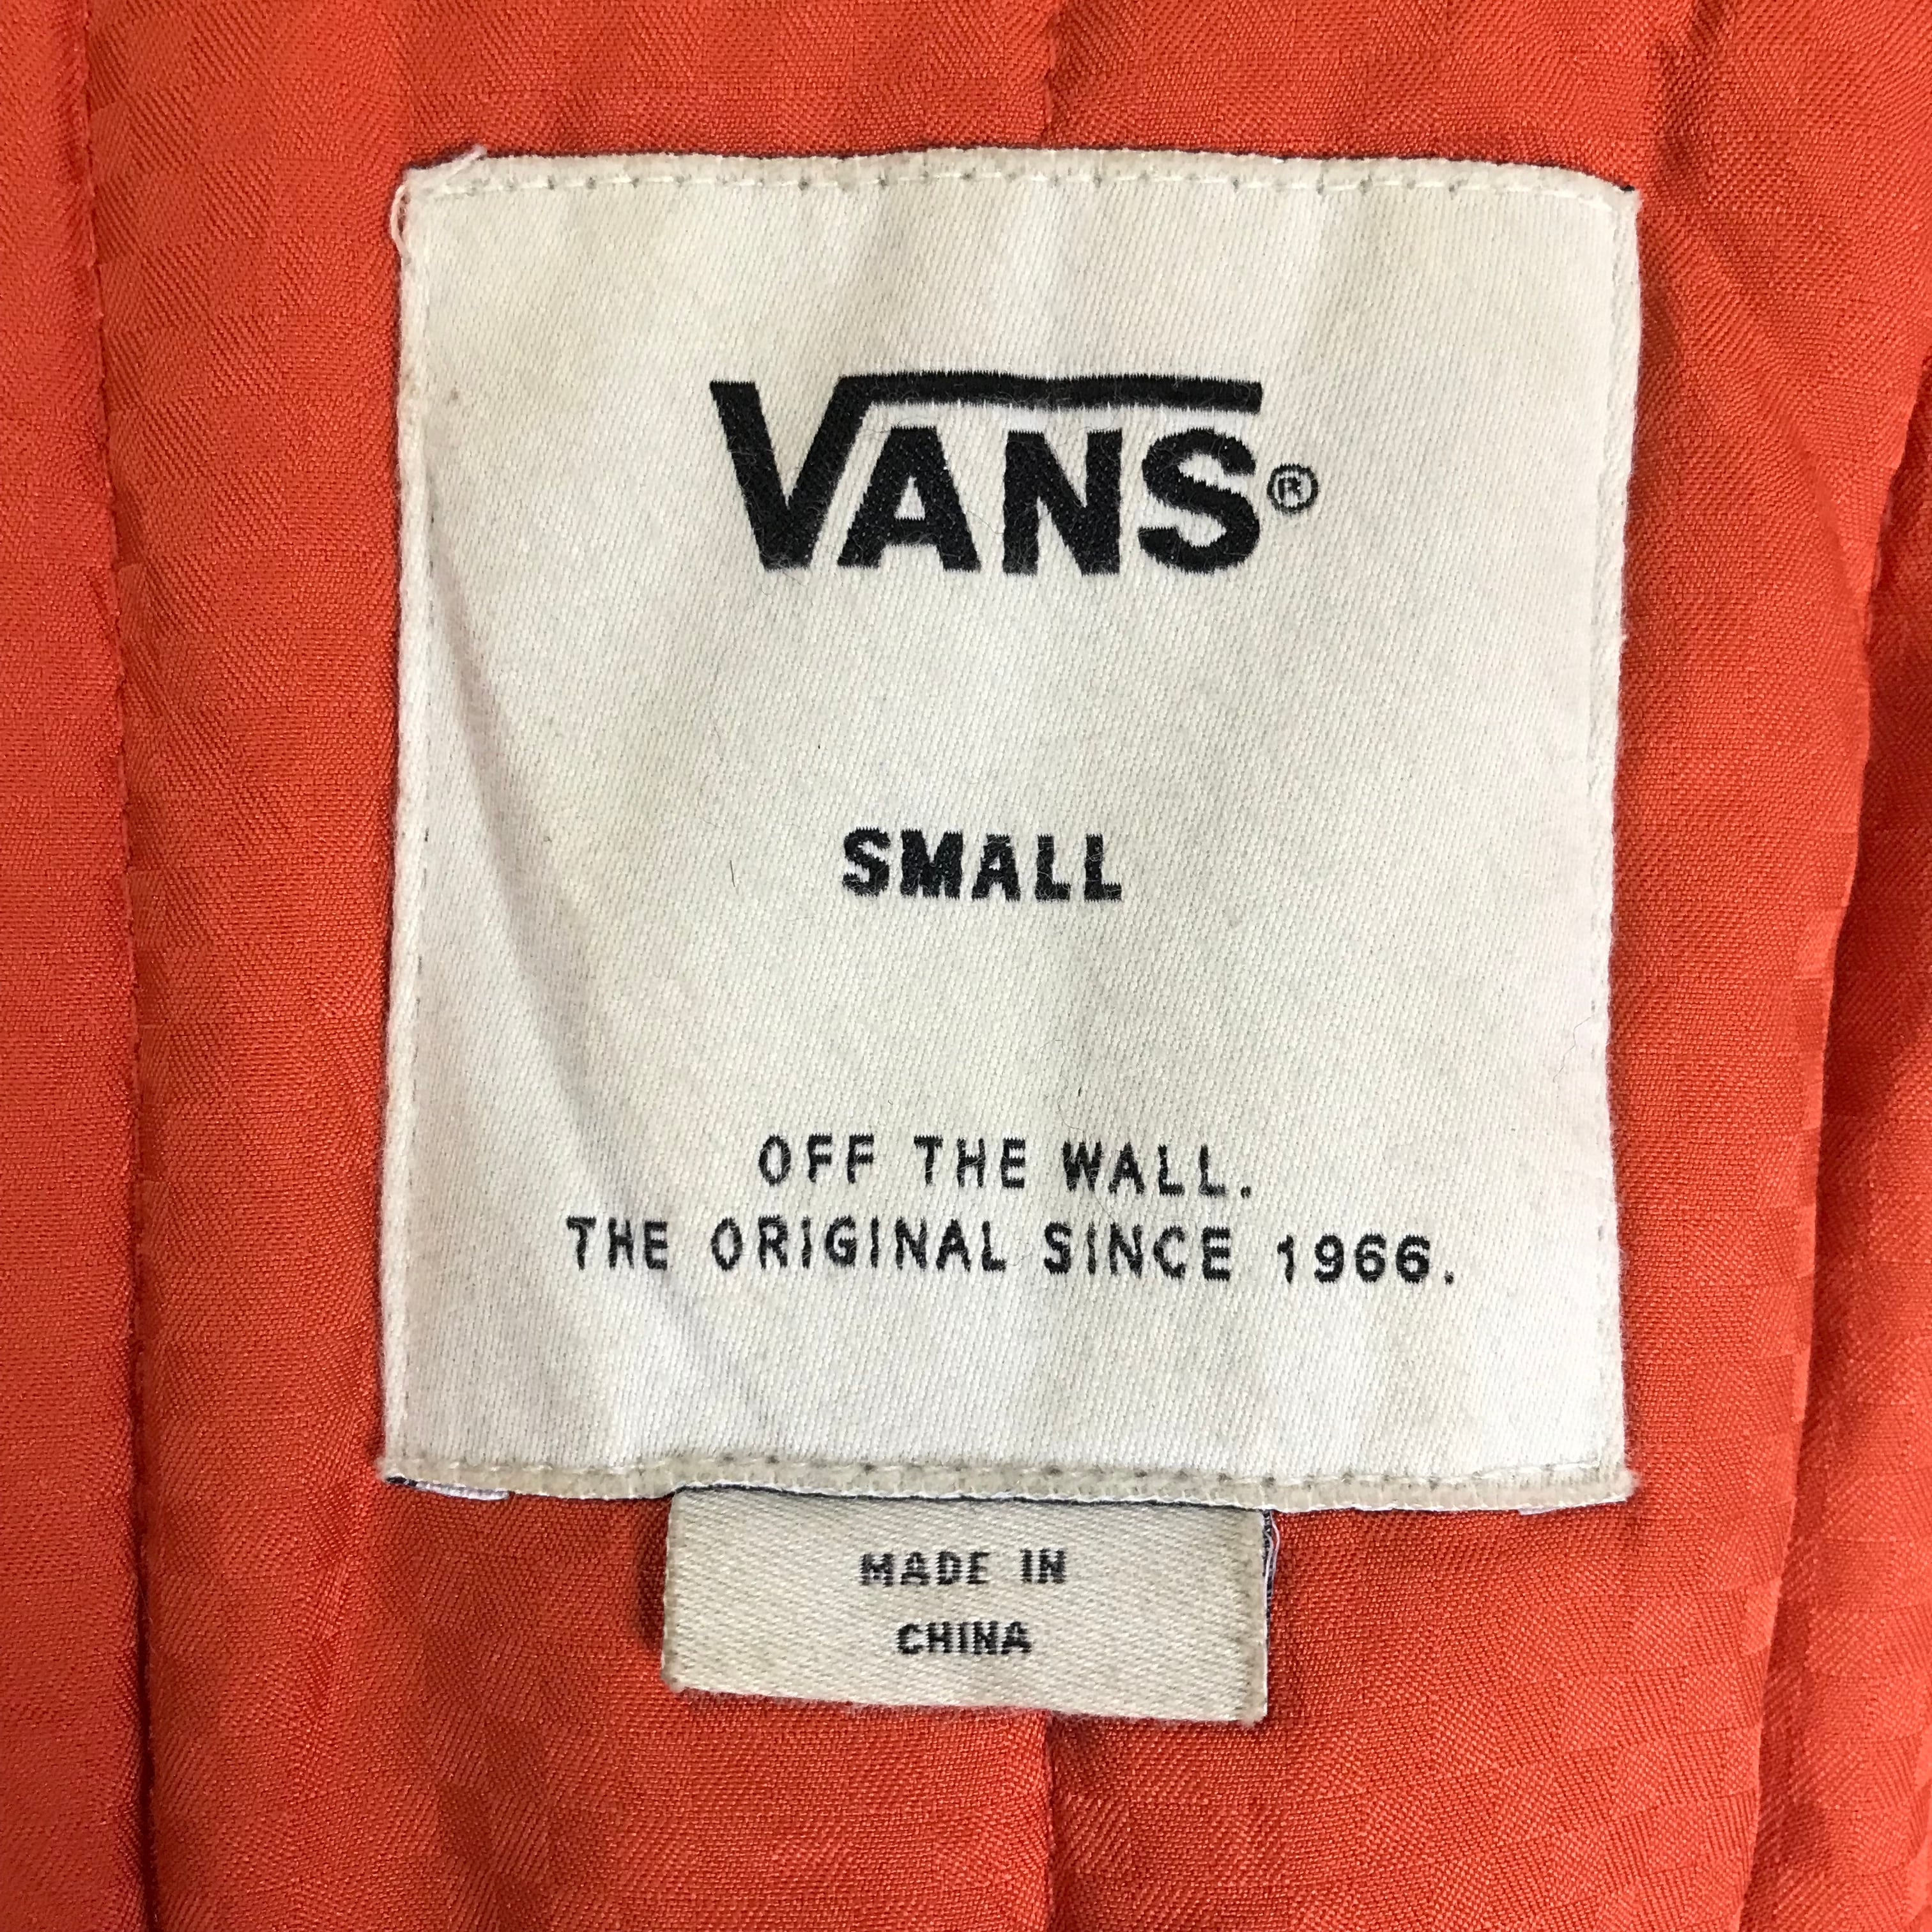 VANS®
SMALL
OFF THE WALL.
THE ORIGINAL SINCE 1966.
MADE IN
CHINA